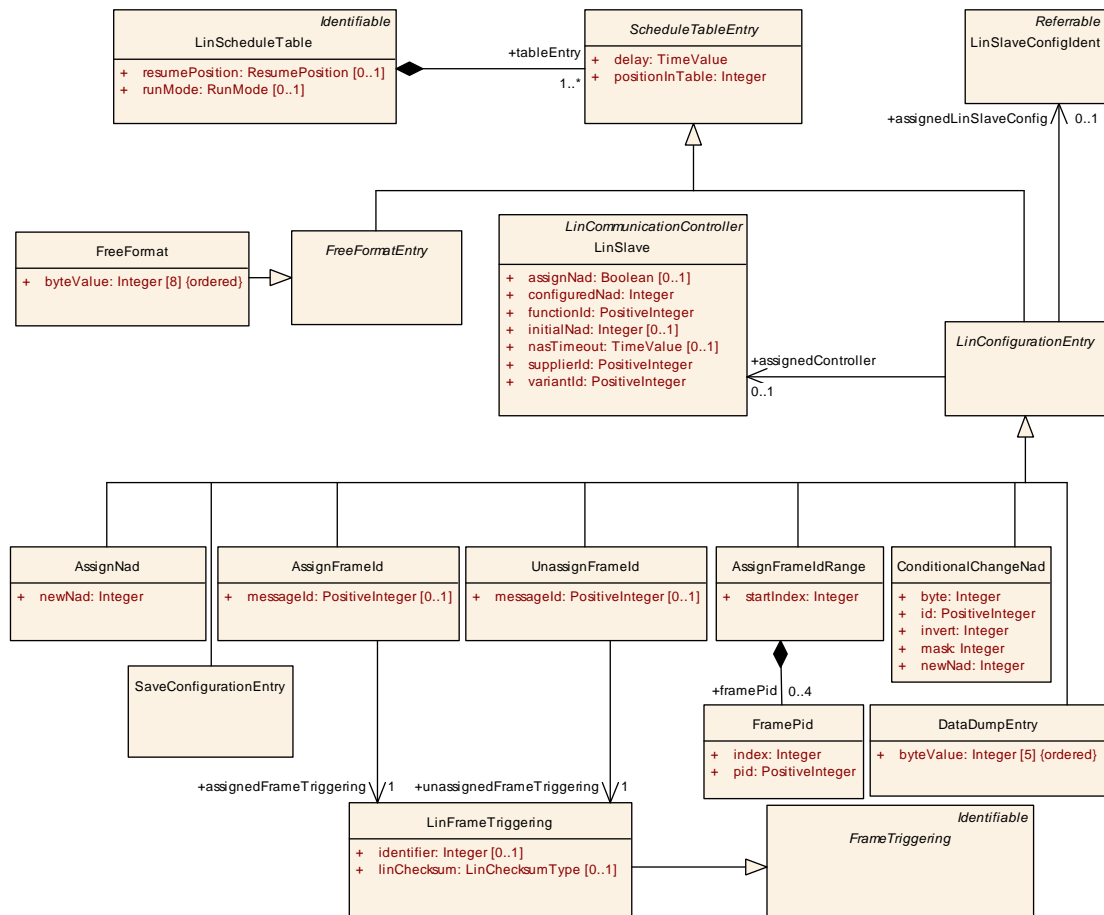 Identifiable
LinScheduleTable
+ resumePosition: ResumePosition [0..1]
+ runMode: RunMode [0..1]
+tableEntry
1..*
ScheduleTableEntry
+ delay: TimeValue
+ positionInTable: Integer
Referrable
LinSlaveConfigIdent
+assignedLinSlaveConfig
0..1
FreeFormat
+ byteValue: Integer [8] {ordered}
FreeFormatEntry
LinCommunicationController
LinSlave
+ assignNad: Boolean [0..1]
+ configuredNad: Integer
+ functionId: PositiveInteger
+ initialNad: Integer [0..1]
+ nasTimeout: TimeValue [0..1]
+ supplierId: PositiveInteger
+ variantId: PositiveInteger
+assignedController
0..1
LinConfigurationEntry
AssignNad
+ newNad: Integer
AssignFrameId
+ messageId: PositiveInteger [0..1]
UnassignFrameId
+ messageId: PositiveInteger [0..1]
AssignFrameIdRange
+ startIndex: Integer
ConditionalChangeNad
+ byte: Integer
+ id: PositiveInteger
+ invert: Integer
+ mask: Integer
+ newNad: Integer
SaveConfigurationEntry
+framePid
0..4
FramePid
+ index: Integer
+ pid: PositiveInteger
DataDumpEntry
+ byteValue: Integer [5] {ordered}
+assignedFrameTriggering
1
+unassignedFrameTriggering
1
LinFrameTriggering
+ identifier: Integer [0..1]
+ linChecksum: LinChecksumType [0..1]
Identifiable
FrameTriggering